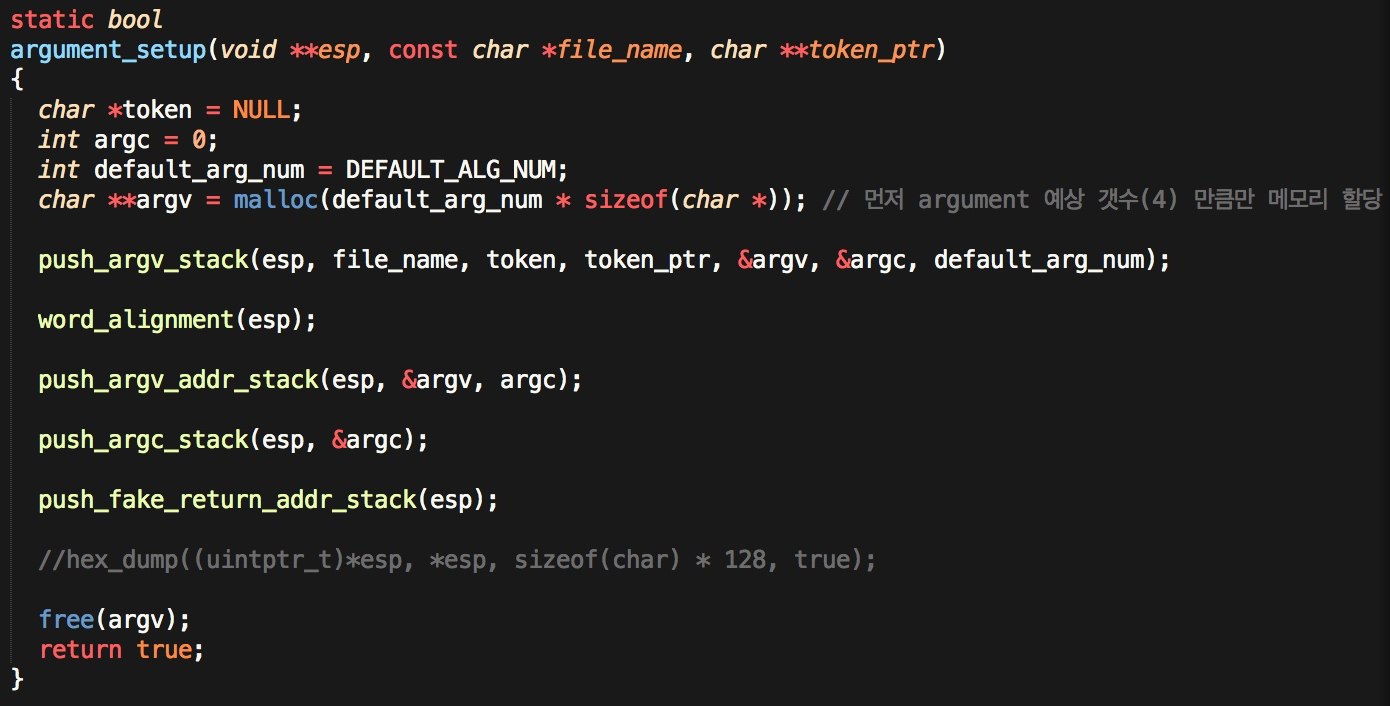 static bool
argument_setup(void **esp, const char *file_name, char **token_ptr)
{
char *token = NULL;
int argc = 0;
int default_arg_num = DEFAULT_ALG_NUM;
char **argv = malloc(default_arg_num * sizeof(char *)); // 먼저 argument 예상 갯수(4) 만큼만 메모리 할당
push_argv_stack(esp, file_name, token, token_ptr, &argv, &argc, default_arg_num);
word_alignment(esp);
push_argv_addr_stack(esp, &argv, argc);
push_argc_stack(esp, &argc);
push_fake_return_addr_stack(esp);
//hex_dump((uintptr_t)*esp, *esp, sizeof(char) * 128, true);
free(argv);
return true;
}